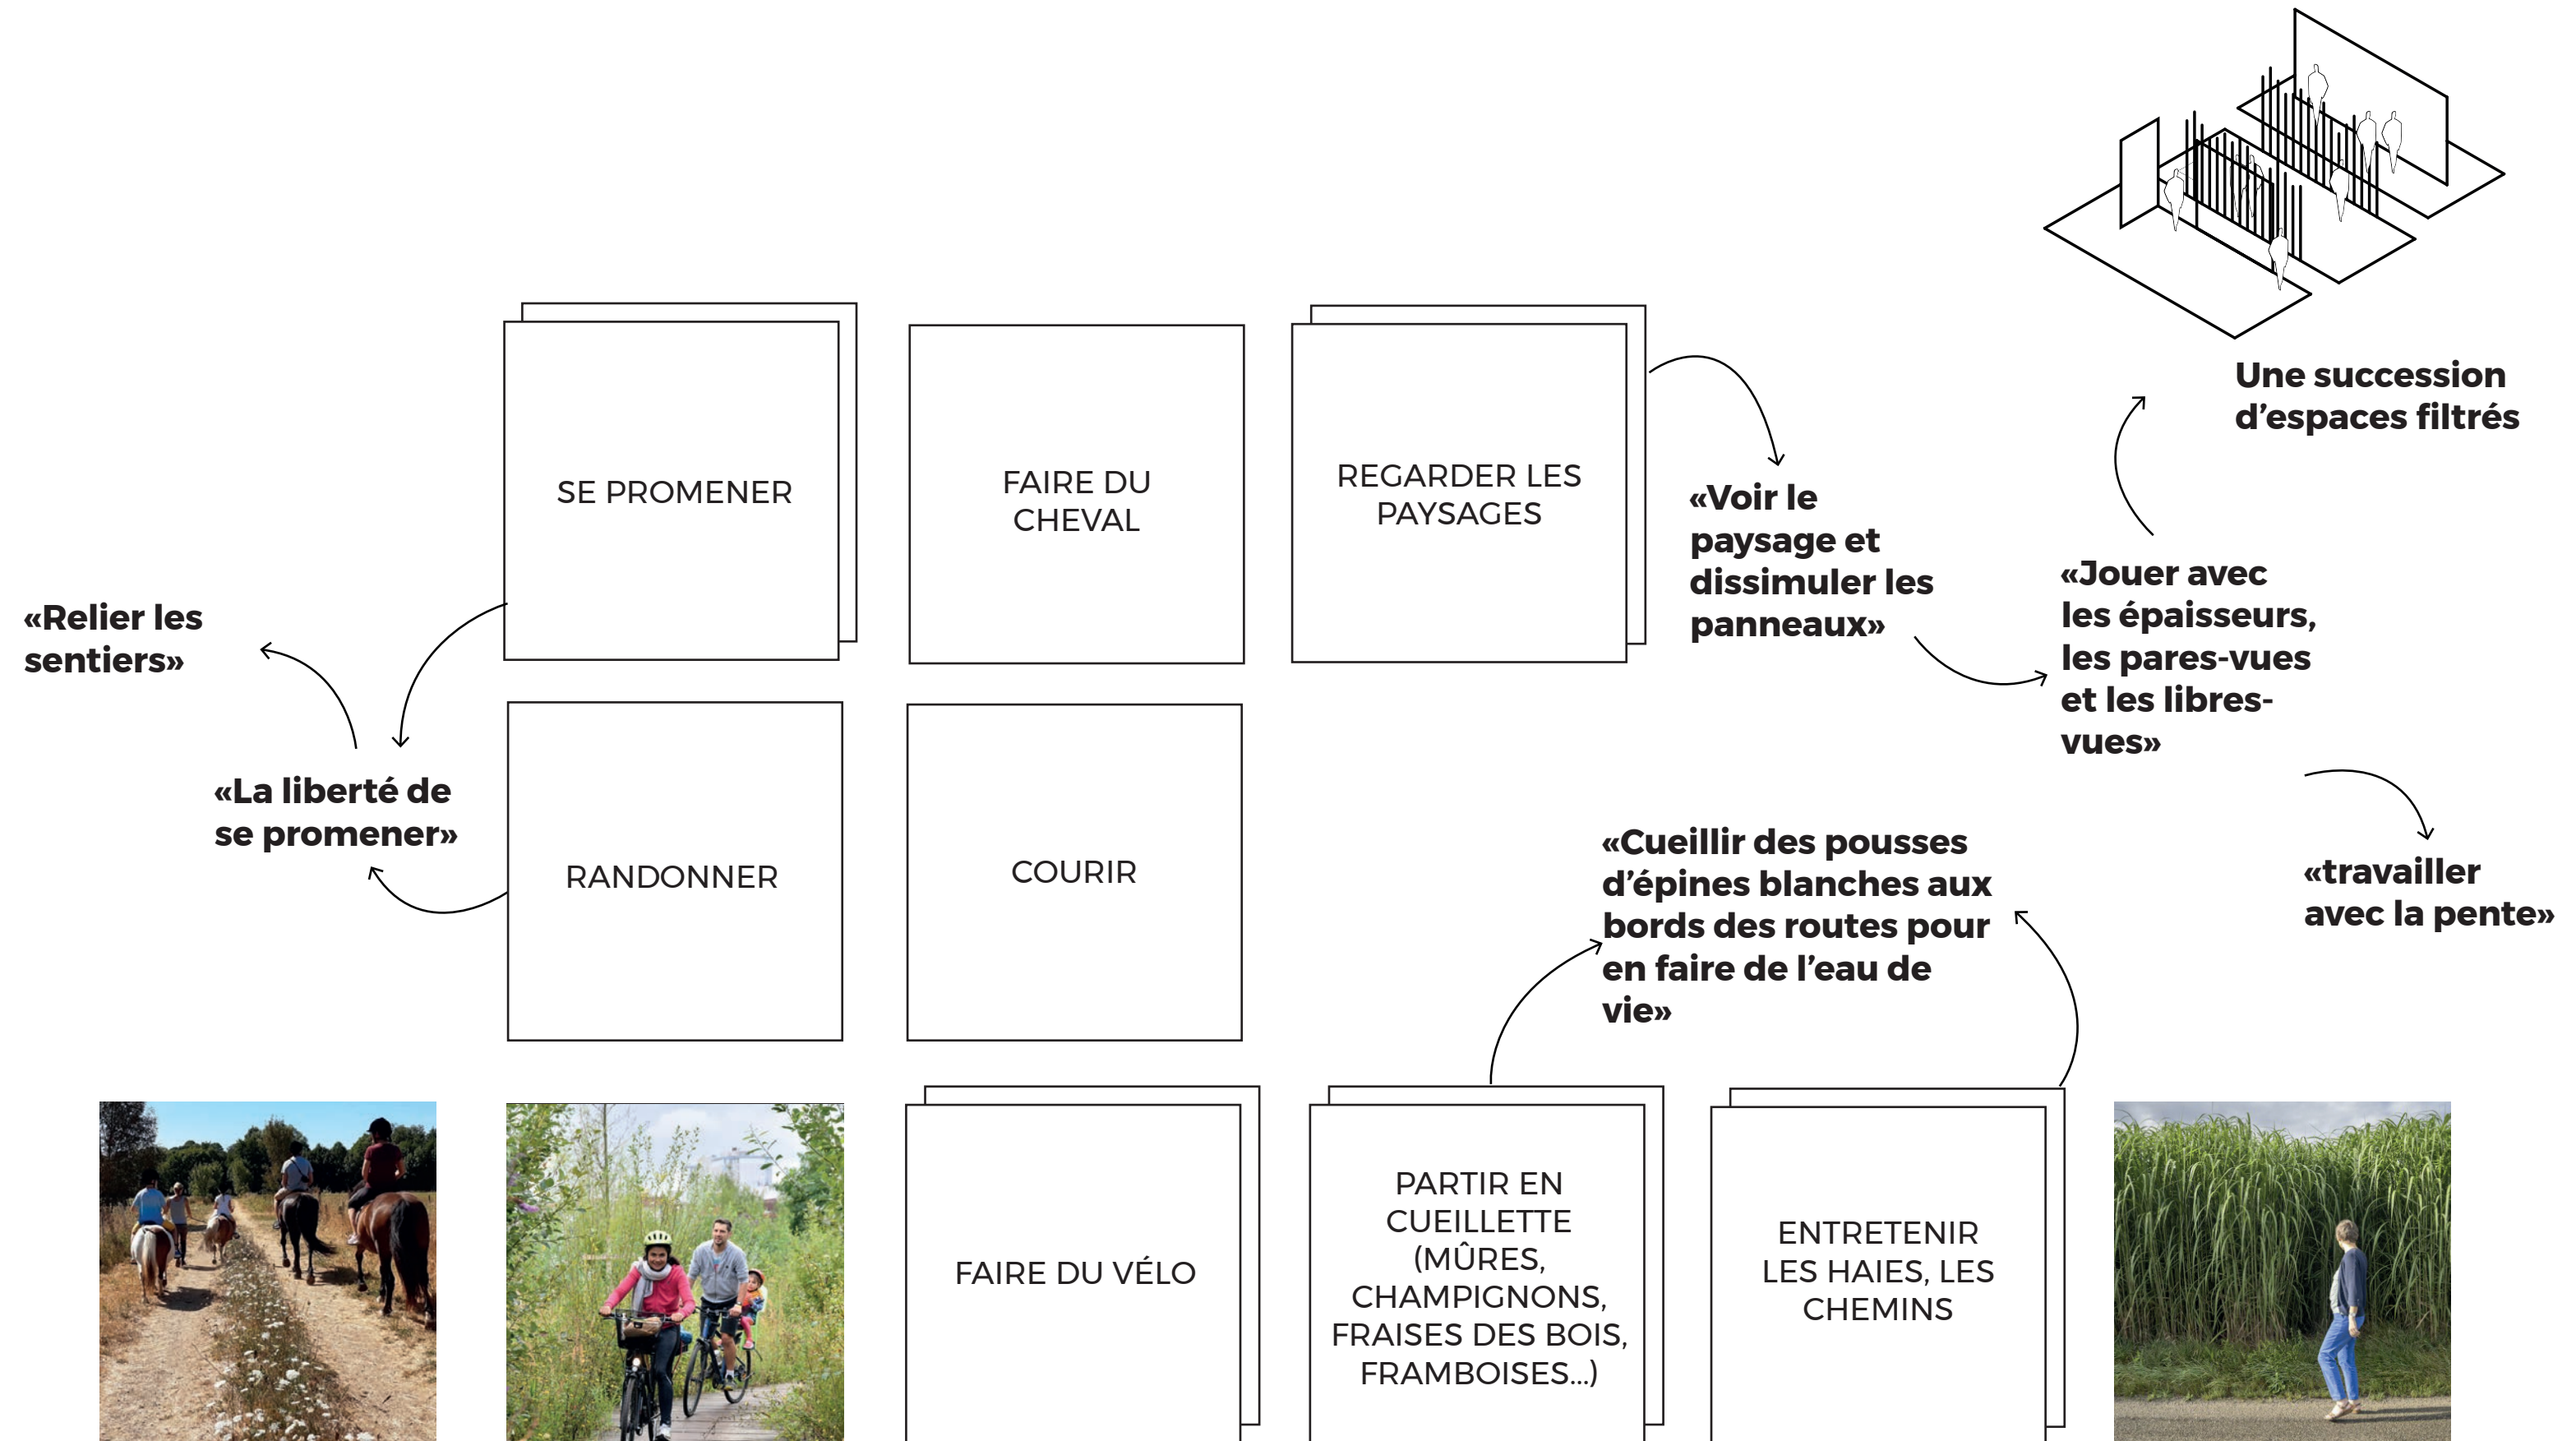 Une succession
d’espaces filtrés
SE PROMENER
FAIRE DU
CHEVAL
REGARDER LES
PAYSAGES
«Voir le
paysage et
dissimuler les
panneaux»
«Jouer avec
les épaisseurs,
les pares-vues
et les libres-
vues»
«Relier les
sentiers»
«La liberté de
se promener»
RANDONNER
COURIR
«Cueillir des pousses
d’épines blanches aux
bords des routes pour
en faire de l’eau de
vie»
«travailler
avec la pente»
FAIRE DU VÉLO
PARTIR EN
CUEILLETTE
(MÛRES,
CHAMPIGNONS,
FRAISES DES BOIS,
FRAMBOISES...)
ENTRETENIR
LES HAIES, LES
CHEMINS